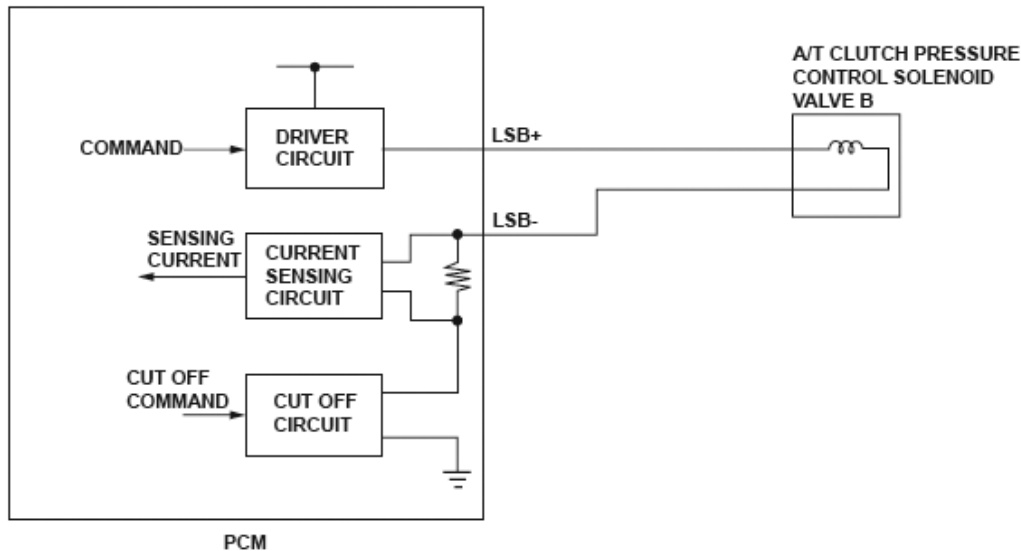 A/T CLUTCH PRESSURE
CONTROL SOLENOID
VALVE B
COMMAND
DRIVER
CIRCUIT
LSB+
LSB-
SENSING
CURRENT
CURRENT
SENSING
CIRCUIT
CUT OFF
COMMAND
CUT OFF
CIRCUIT
PCM